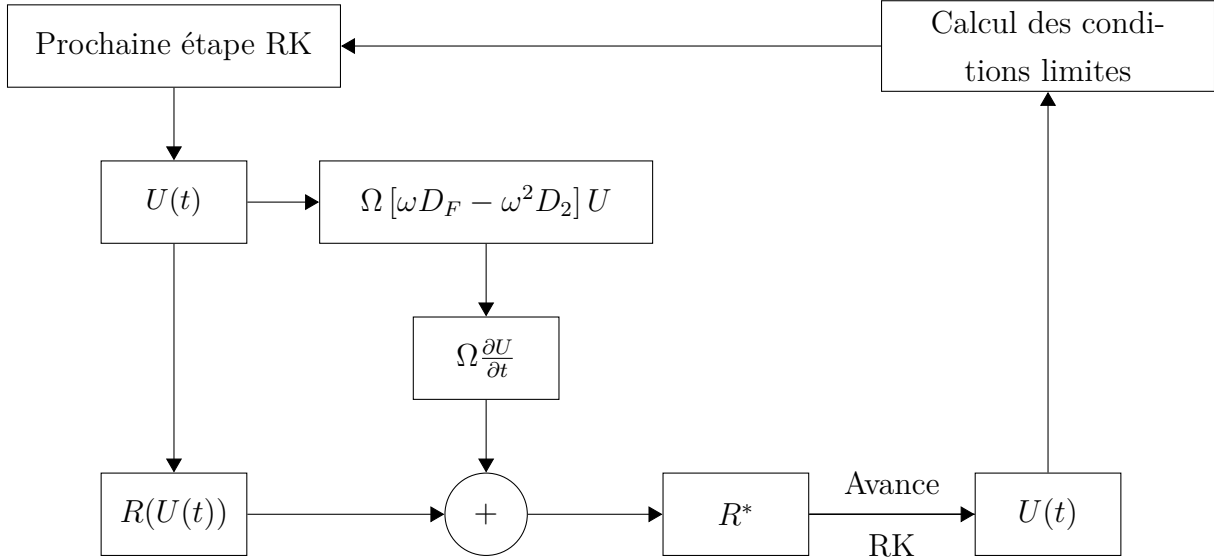 Prochaine étape RK
Calcul des condi-
tions limites
U(t)
Ω [ωD_F − ω²D_2] U
Ω ∂U/∂t
R(U(t))
+
R*
Avance
RK
U(t)